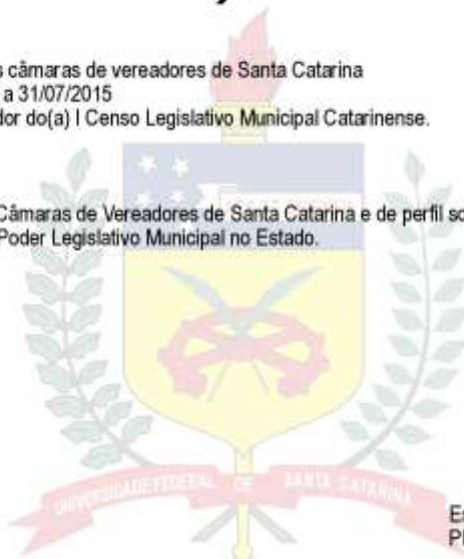 s câmaras de vereadores de Santa Catarina
a 31/07/2015
dor do(a) I Censo Legislativo Municipal Catarinense.
Câmaras de Vereadores de Santa Catarina e de perfil so
Poder Legislativo Municipal no Estado.
UNIVERSIDADE FEDERAL DE SANTA CATARINA